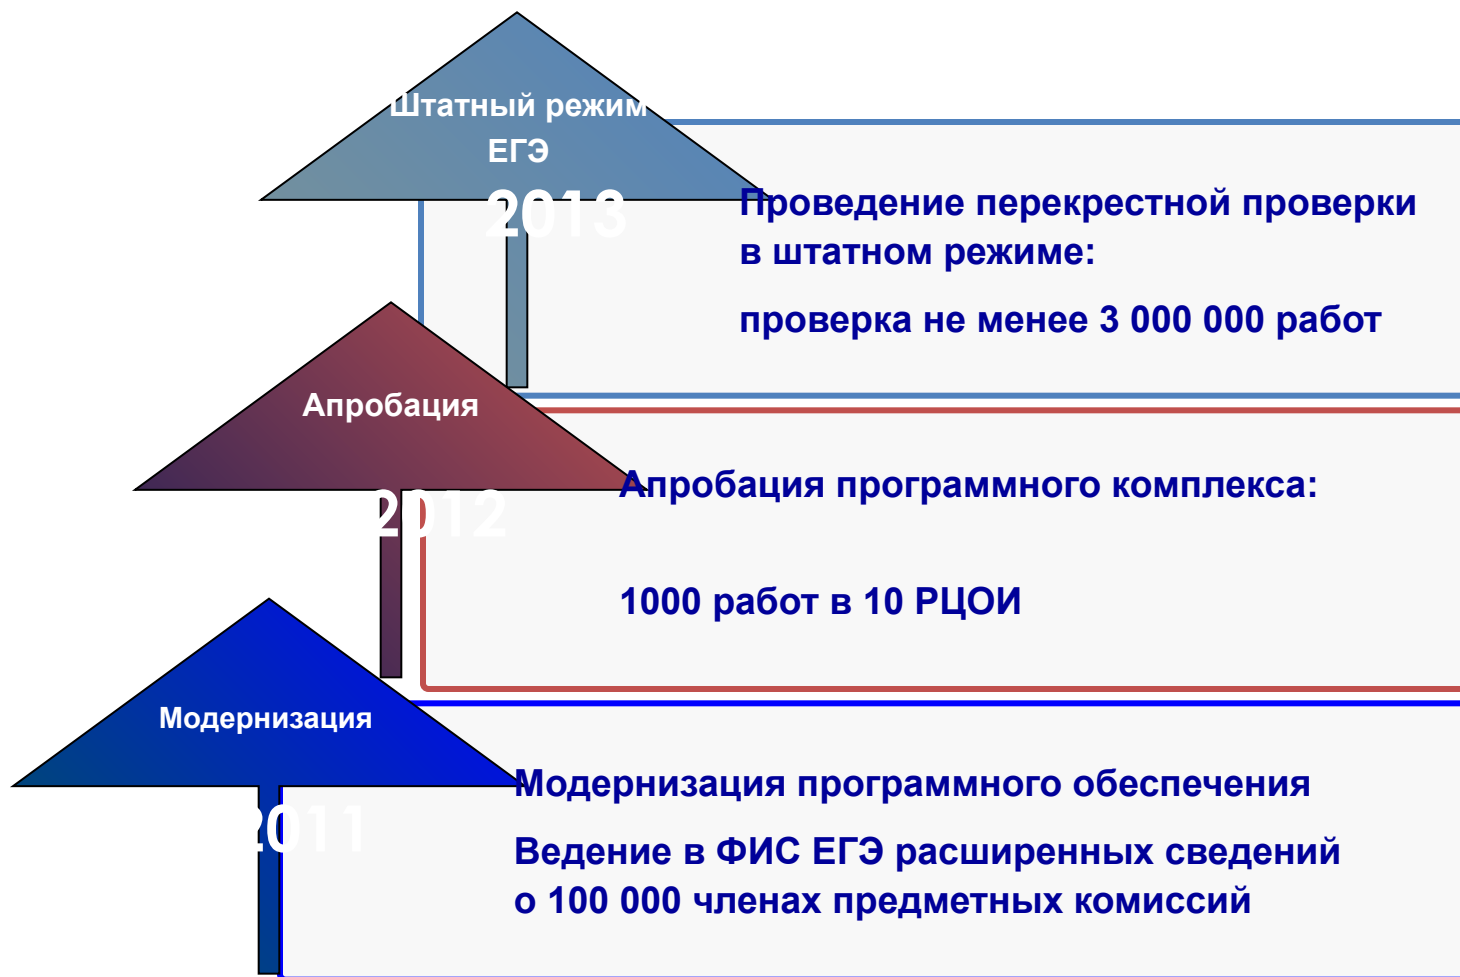 Штатный режим
ЕГЭ
2013
Проведение перекрестной проверки
в штатном режиме:
проверка не менее 3 000 000 работ
Апробация
2012
Апробация программного комплекса:
1000 работ в 10 РЦОИ
Модернизация
2011
Модернизация программного обеспечения
Ведение в ФИС ЕГЭ расширенных сведений
о 100 000 членах предметных комиссий